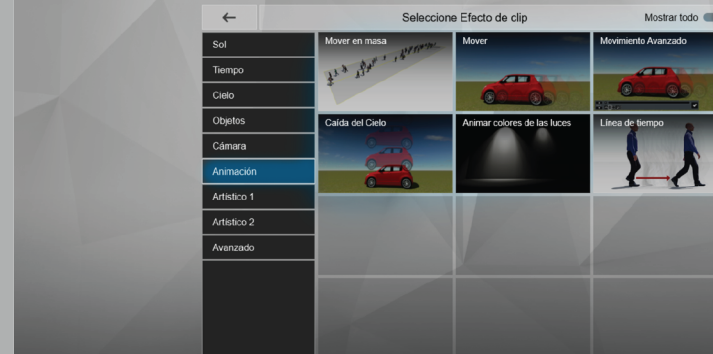 Seleccione Efecto de clip
Mostrar todo
Sol
Tiempo
Cielo
Objetos
Cámara
Animación
Artístico 1
Artístico 2
Avanzado
Mover en masa
Mover
Movimiento Avanzado
Caída del Cielo
Animar colores de las luces
Línea de tiempo